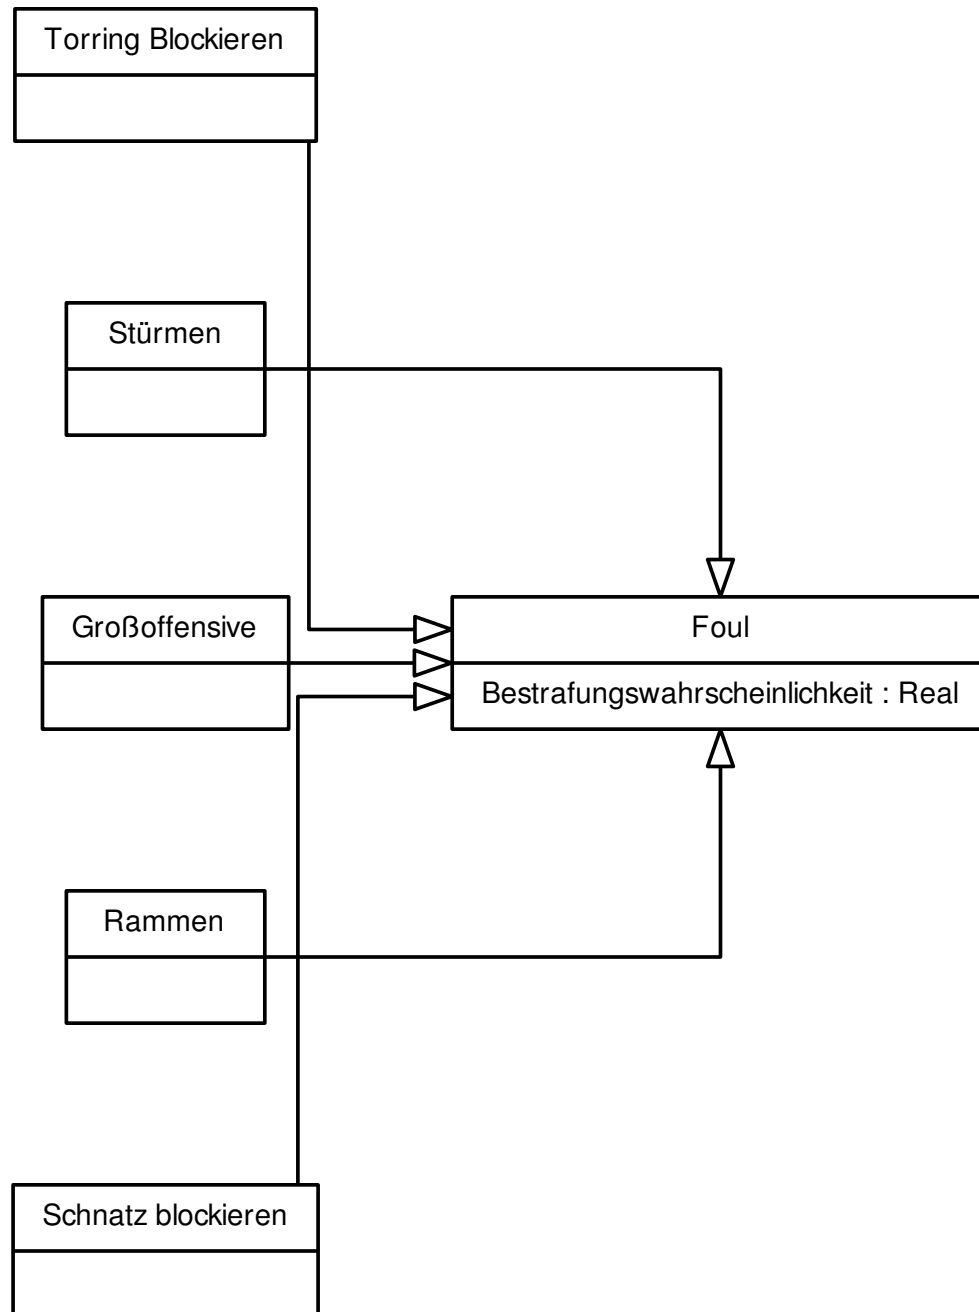 Torring Blockieren
Stürmen
Großoffensive
Foul
Bestrafungswahrscheinlichkeit : Real
Rammen
Schnatz blockieren